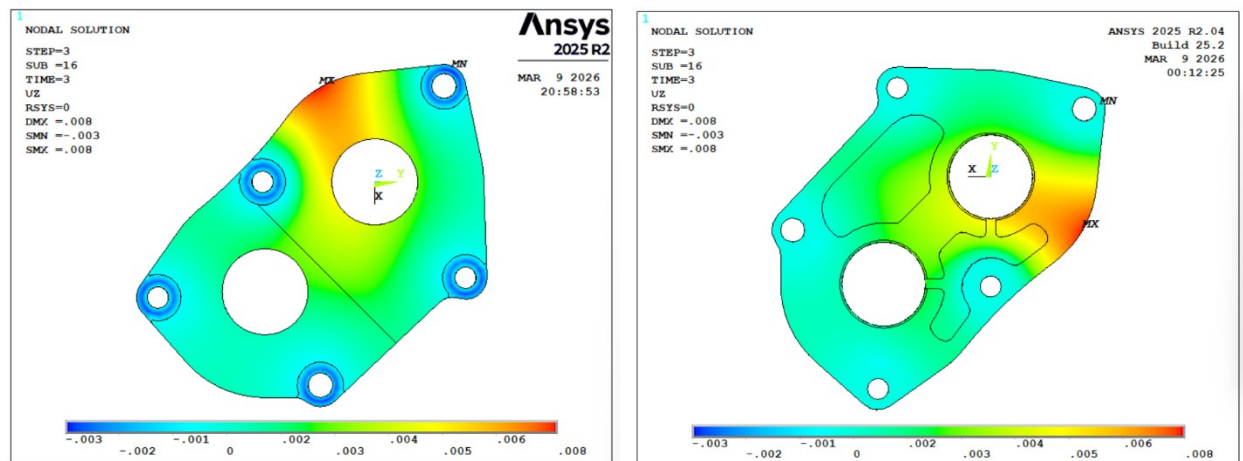 1
NODAL SOLUTION
STEP=3
SUB =16
TIME=3
UZ
RSYS=0
DMX =.008
SMN =-.003
SMX =.008
Ansys
2025 R2
MAR  9 2026
20:58:53
MX
MN
Z
Y
X
-.003
-.002
-.001
0
.002
.003
.004
.005
.006
.008
1
NODAL SOLUTION
STEP=3
SUB =16
TIME=3
UZ
RSYS=0
DMX =.008
SMN =-.003
SMX =.008
ANSYS 2025 R2.04
Build 25.2
MAR  9 2026
00:12:25
MN
Y
X
Z
MX
-.003
-.002
-.001
0
.002
.003
.004
.005
.006
.008